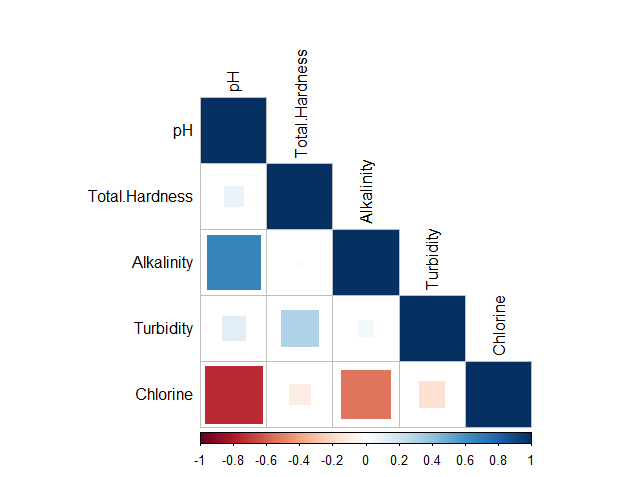 pH
Total.Hardness
Alkalinity
Turbidity
Chlorine
pH
Total.Hardness
Alkalinity
Turbidity
Chlorine
-1 -0.8 -0.6 -0.4 -0.2 0 0.2 0.4 0.6 0.8 1